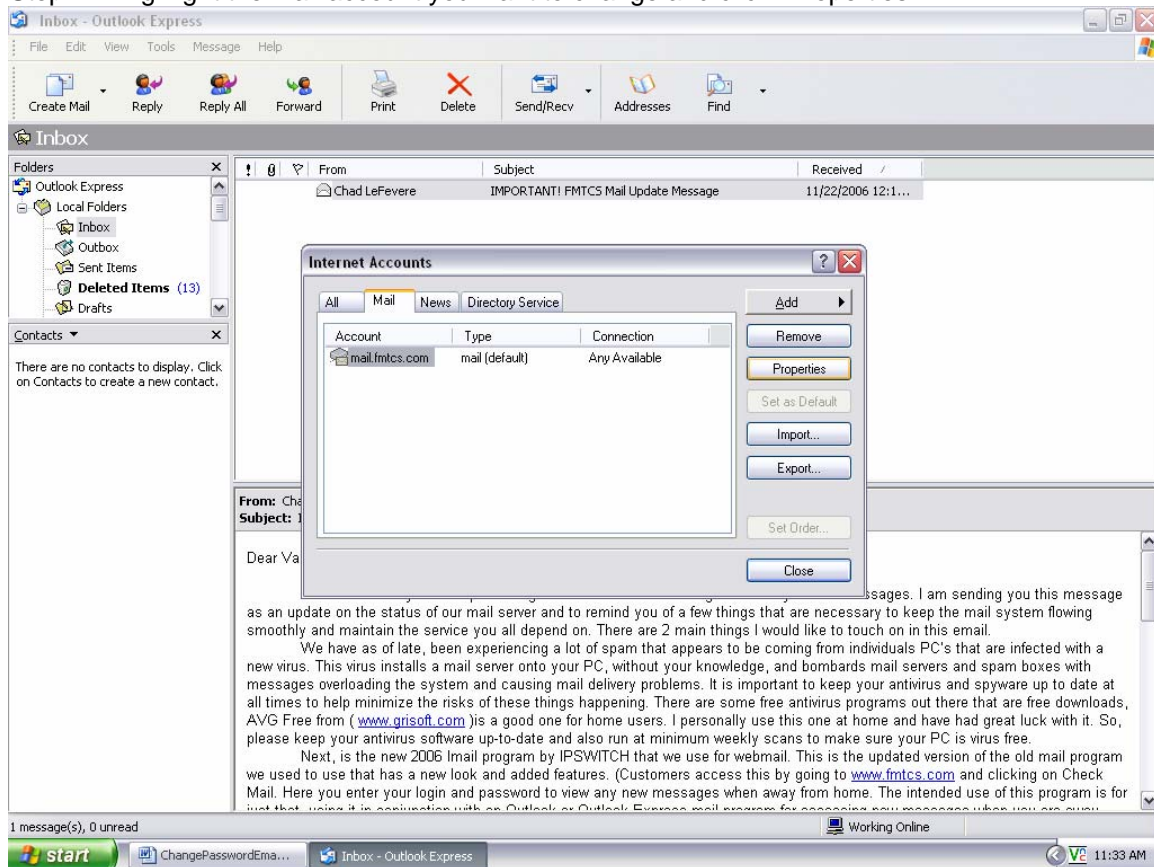 Inbox - Outlook Express
File Edit View Tools Message Help
Create Mail Reply Reply All Forward Print Delete Send/Recv Addresses Find
Inbox
Folders
Outlook Express
Local Folders
Inbox
Outbox
Sent Items
Deleted Items (13)
Drafts
Contacts
There are no contacts to display. Click
on Contacts to create a new contact.
! From Subject Received
Chad LeFevere IMPORTANT! FMTCS Mail Update Message 11/22/2006 12:1...
Internet Accounts
All Mail News Directory Service
Account Type Connection
mail.fmtcs.com mail (default) Any Available
Add
Remove
Properties
Set as Default
Import...
Export...
Set Order...
Close
From: Cha
Subject:
Dear Va
ssages. I am sending you this message
as an update on the status of our mail server and to remind you of a few things that are necessary to keep the mail system flowing
smoothly and maintain the service you all depend on. There are 2 main things I would like to touch on in this email.
We have as of late, been experiencing a lot of spam that appears to be coming from individuals PC's that are infected with a
new virus. This virus installs a mail server onto your PC, without your knowledge, and bombards mail servers and spam boxes with
messages overloading the system and causing mail delivery problems. It is important to keep your antivirus and spyware up to date at
all times to help minimize the risks of these things happening. There are some free antivirus programs out there that are free downloads,
AVG Free from ( www.grisoft.com )is a good one for home users. I personally use this one at home and have had great luck with it. So,
please keep your antivirus software up-to-date and also run at minimum weekly scans to make sure your PC is virus free.
Next, is the new 2006 Imail program by IPSWITCH that we use for webmail. This is the updated version of the old mail program
we used to use that has a new look and added features. (Customers access this by going to www.fmtcs.com and clicking on Check
Mail. Here you enter your login and password to view any new messages when away from home. The intended use of this program is for
1 message(s), 0 unread Working Online
start ChangePasswordEma... Inbox - Outlook Express 11:33 AM